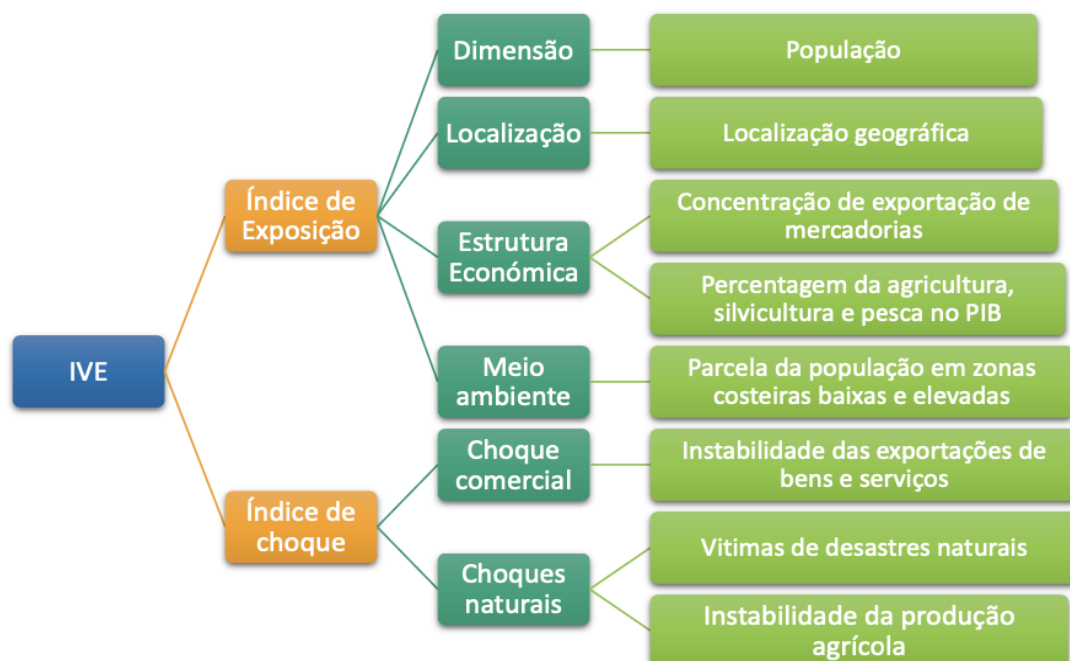 IVE
Índice de
Exposição
Dimensão
População
Localização
Localização geográfica
Estrutura
Económica
Concentração de exportação de
mercadorias
Percentagem da agricultura,
silvicultura e pesca no PIB
Meio
ambiente
Parcela da população em zonas
costeiras baixas e elevadas
Índice de
choque
Choque
comercial
Instabilidade das exportações de
bens e serviços
Choques
naturais
Vitimas de desastres naturais
Instabilidade da produção
agrícola